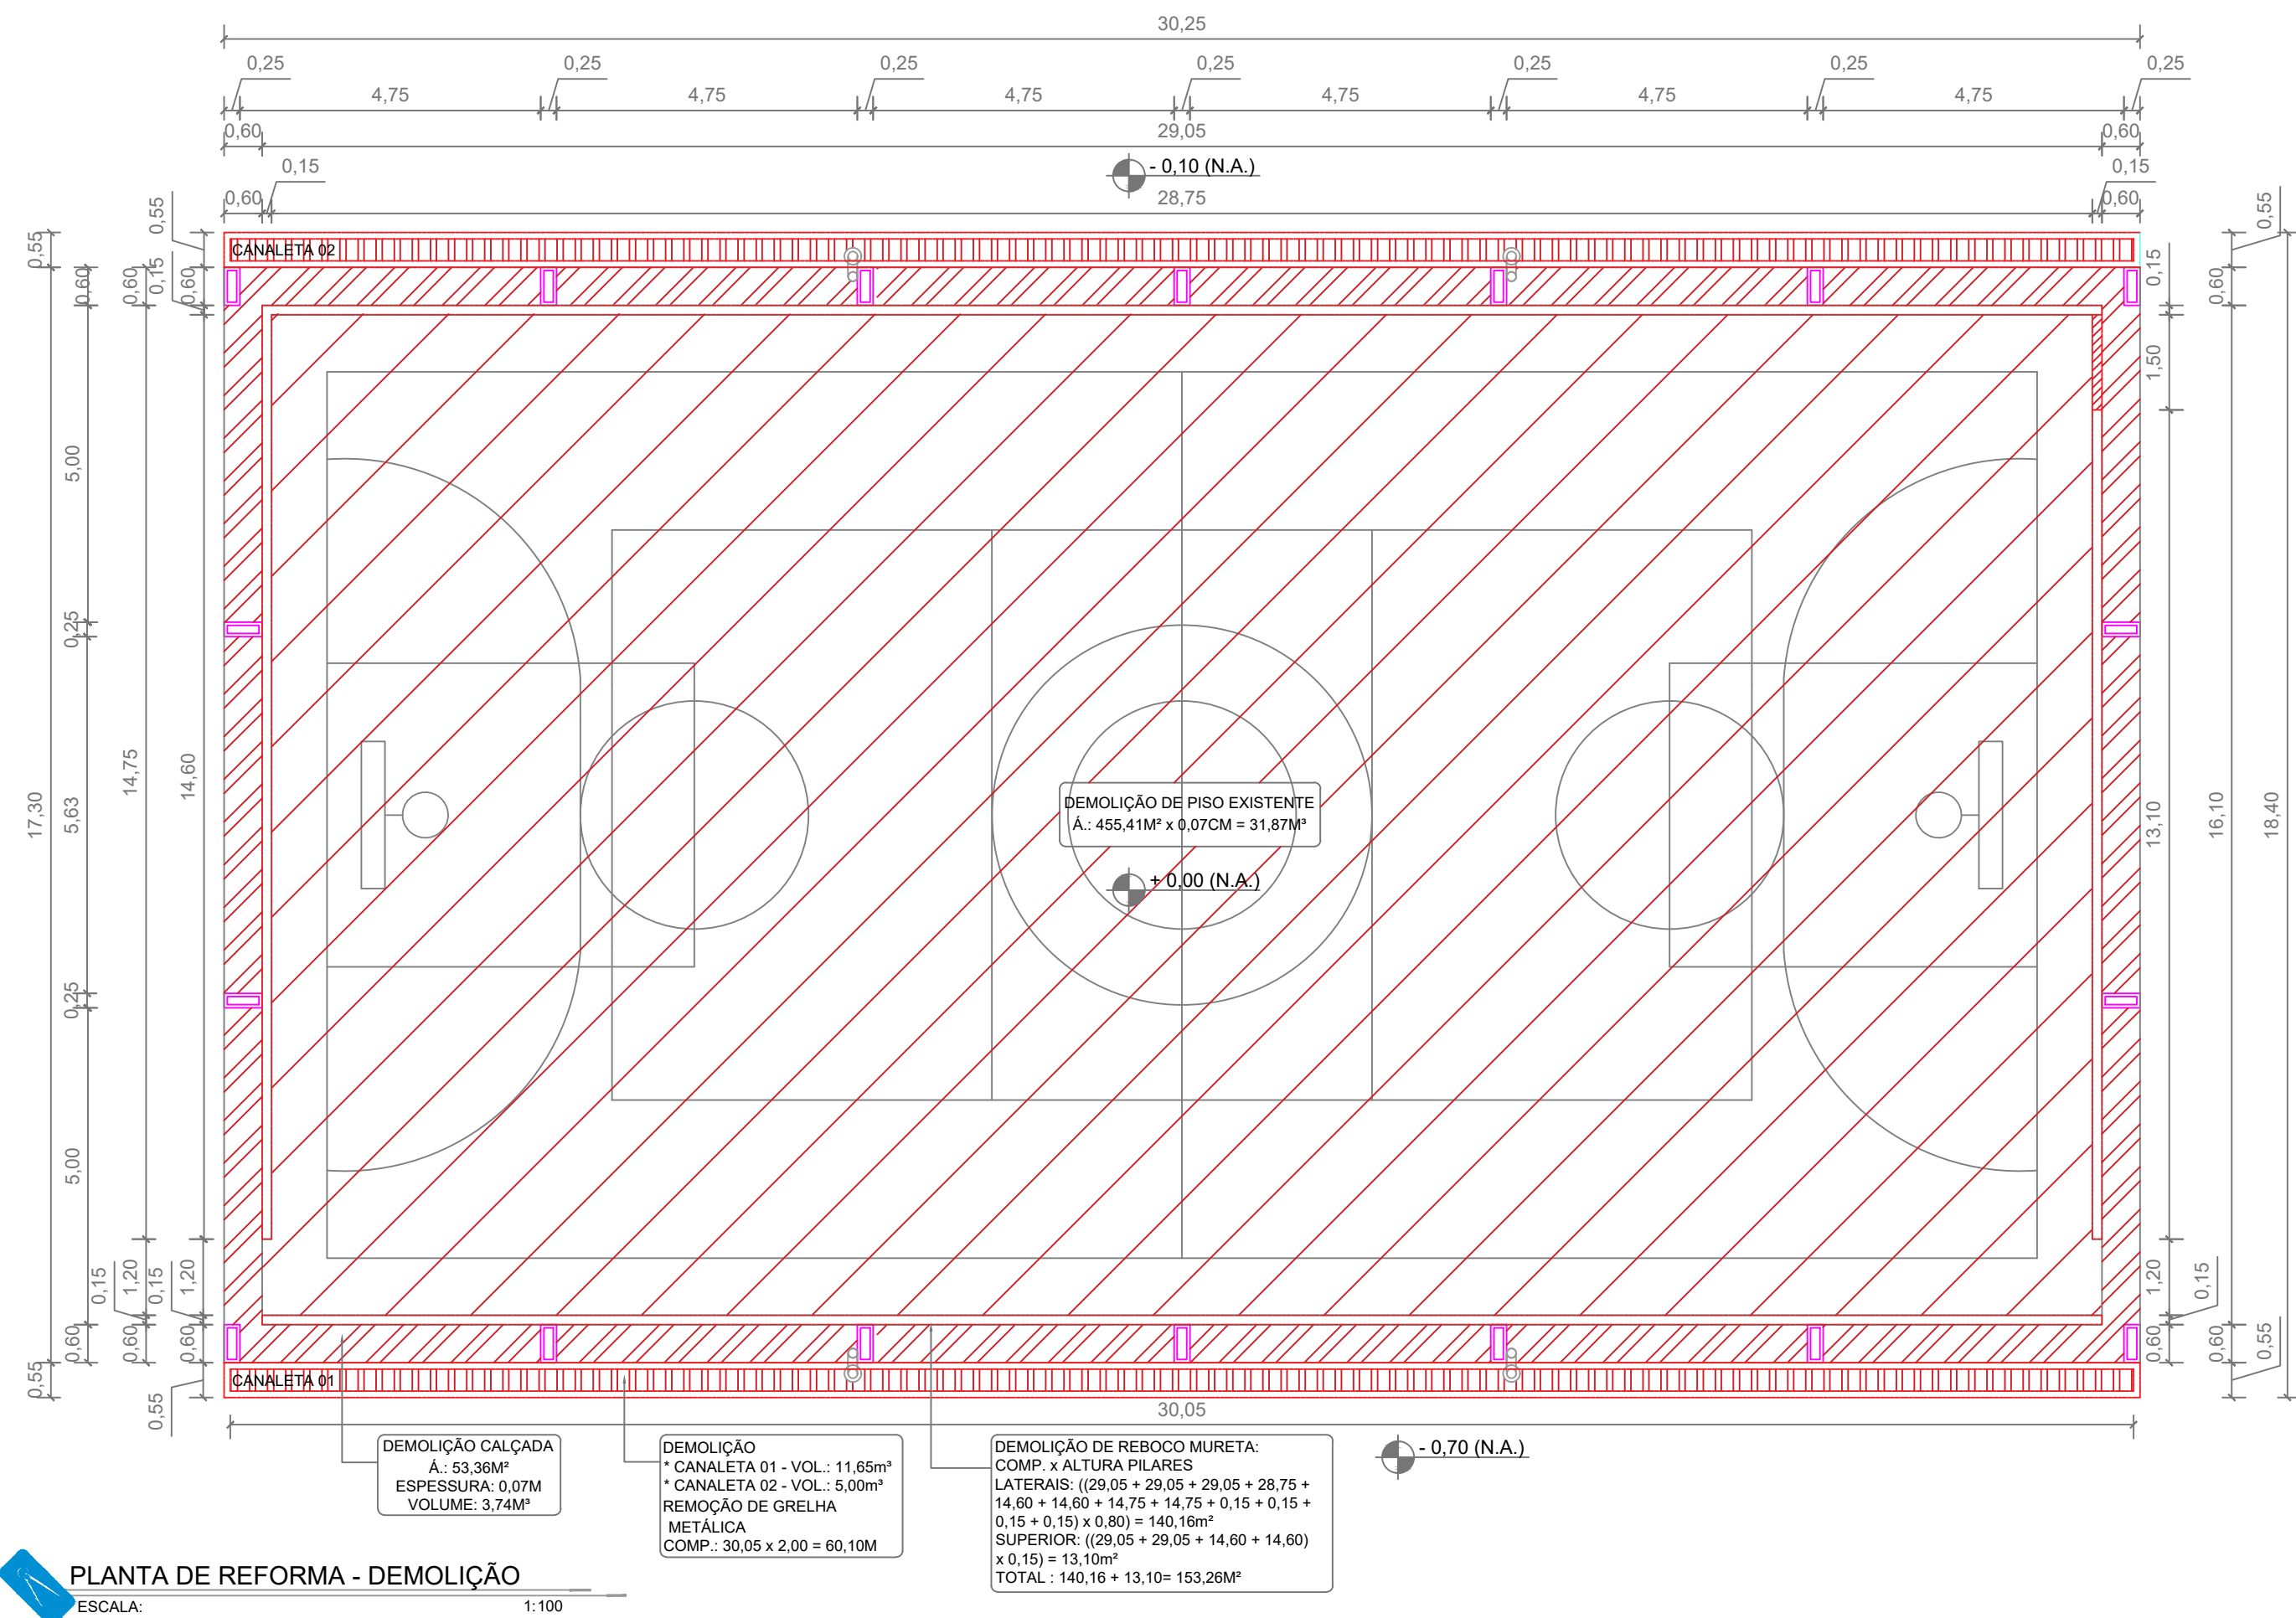 30,25
0,25 0,25 0,25 0,25 0,25 0,25 0,25
4,75 4,75 4,75 4,75 4,75 4,75
0,60 29,05 0,60
0,15 - 0,10 (N.A.) 0,15
0,60 28,75 0,60
0,55 0,55 0,55
CANALETA 02
0,60 0,60 0,15 0,60 0,15 0,60
1,50
5,00
0,25
17,30 5,63 14,75 14,60
DEMOLIÇÃO DE PISO EXISTENTE
Á.: 455,41M² x 0,07CM = 31,87M³
+ 0,00 (N.A.)
13,10 16,10 18,40
0,25
5,00
0,15 1,20 0,15 1,20 1,20 0,15
0,60 0,60 0,60 0,60 0,60 0,55
0,55 0,55
CANALETA 01
30,05
DEMOLIÇÃO CALÇADA
Á.: 53,36M²
ESPESSURA: 0,07M
VOLUME: 3,74M³
DEMOLIÇÃO
* CANALETA 01 - VOL.: 11,65m³
* CANALETA 02 - VOL.: 5,00m³
REMOÇÃO DE GRELHA
METÁLICA
COMP.: 30,05 x 2,00 = 60,10M
DEMOLIÇÃO DE REBOCO MURETA:
COMP. x ALTURA PILARES
LATERAIS: ((29,05 + 29,05 + 29,05 + 28,75 +
14,60 + 14,60 + 14,75 + 14,75 + 0,15 + 0,15 +
0,15 + 0,15) x 0,80) = 140,16m²
SUPERIOR: ((29,05 + 29,05 + 14,60 + 14,60)
x 0,15) = 13,10m²
TOTAL : 140,16 + 13,10= 153,26M²
- 0,70 (N.A.)
PLANTA DE REFORMA - DEMOLIÇÃO
ESCALA: 1:100